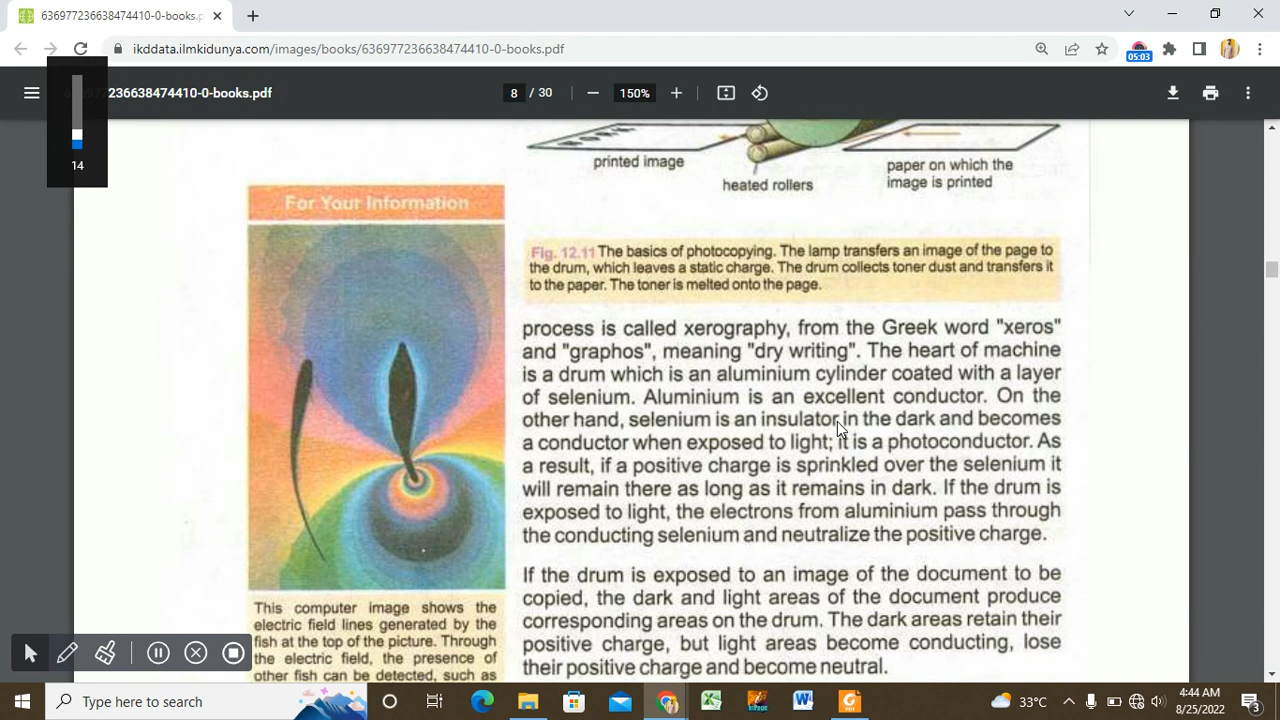 636977236638474410-0-books.p
ikddata.ilmkidunya.com/images/books/636977236638474410-0-books.pdf
05:03
236638474410-0-books.pdf
8 / 30
150%
14
WORK
printed image
heated rollers
paper on which the
image is printed
For Your Information
Fig. 12.11 The basics of photocopying. The lamp transfers an image of the page to
the drum, which leaves a static charge. The drum collects toner dust and transfers it
to the paper. The toner is melted onto the page.
process is called xerography, from the Greek word "xeros"
and "graphos", meaning "dry writing". The heart of machine
is a drum which is an aluminium cylinder coated with a layer
of selenium. Aluminium is an excellent conductor. On the
other hand, selenium is an insulator in the dark and becomes
a conductor when exposed to light; it is a photoconductor. As
a result, if a positive charge is sprinkled over the selenium it
will remain there as long as it remains in dark. If the drum is
exposed to light, the electrons from aluminium pass through
the conducting selenium and neutralize the positive charge.
If the drum is exposed to an image of the document to be
copied, the dark and light areas of the document produce
corresponding areas on the drum. The dark areas retain their
positive charge, but light areas become conducting, lose
their positive charge and become neutral.
This computer image shows the
electric field lines generated by the
fish at the top of the picture. Through
the electric field, the presence of
other fish can be detected, such as
Type here to search
33°C
4:44 AM
8/25/2022
3